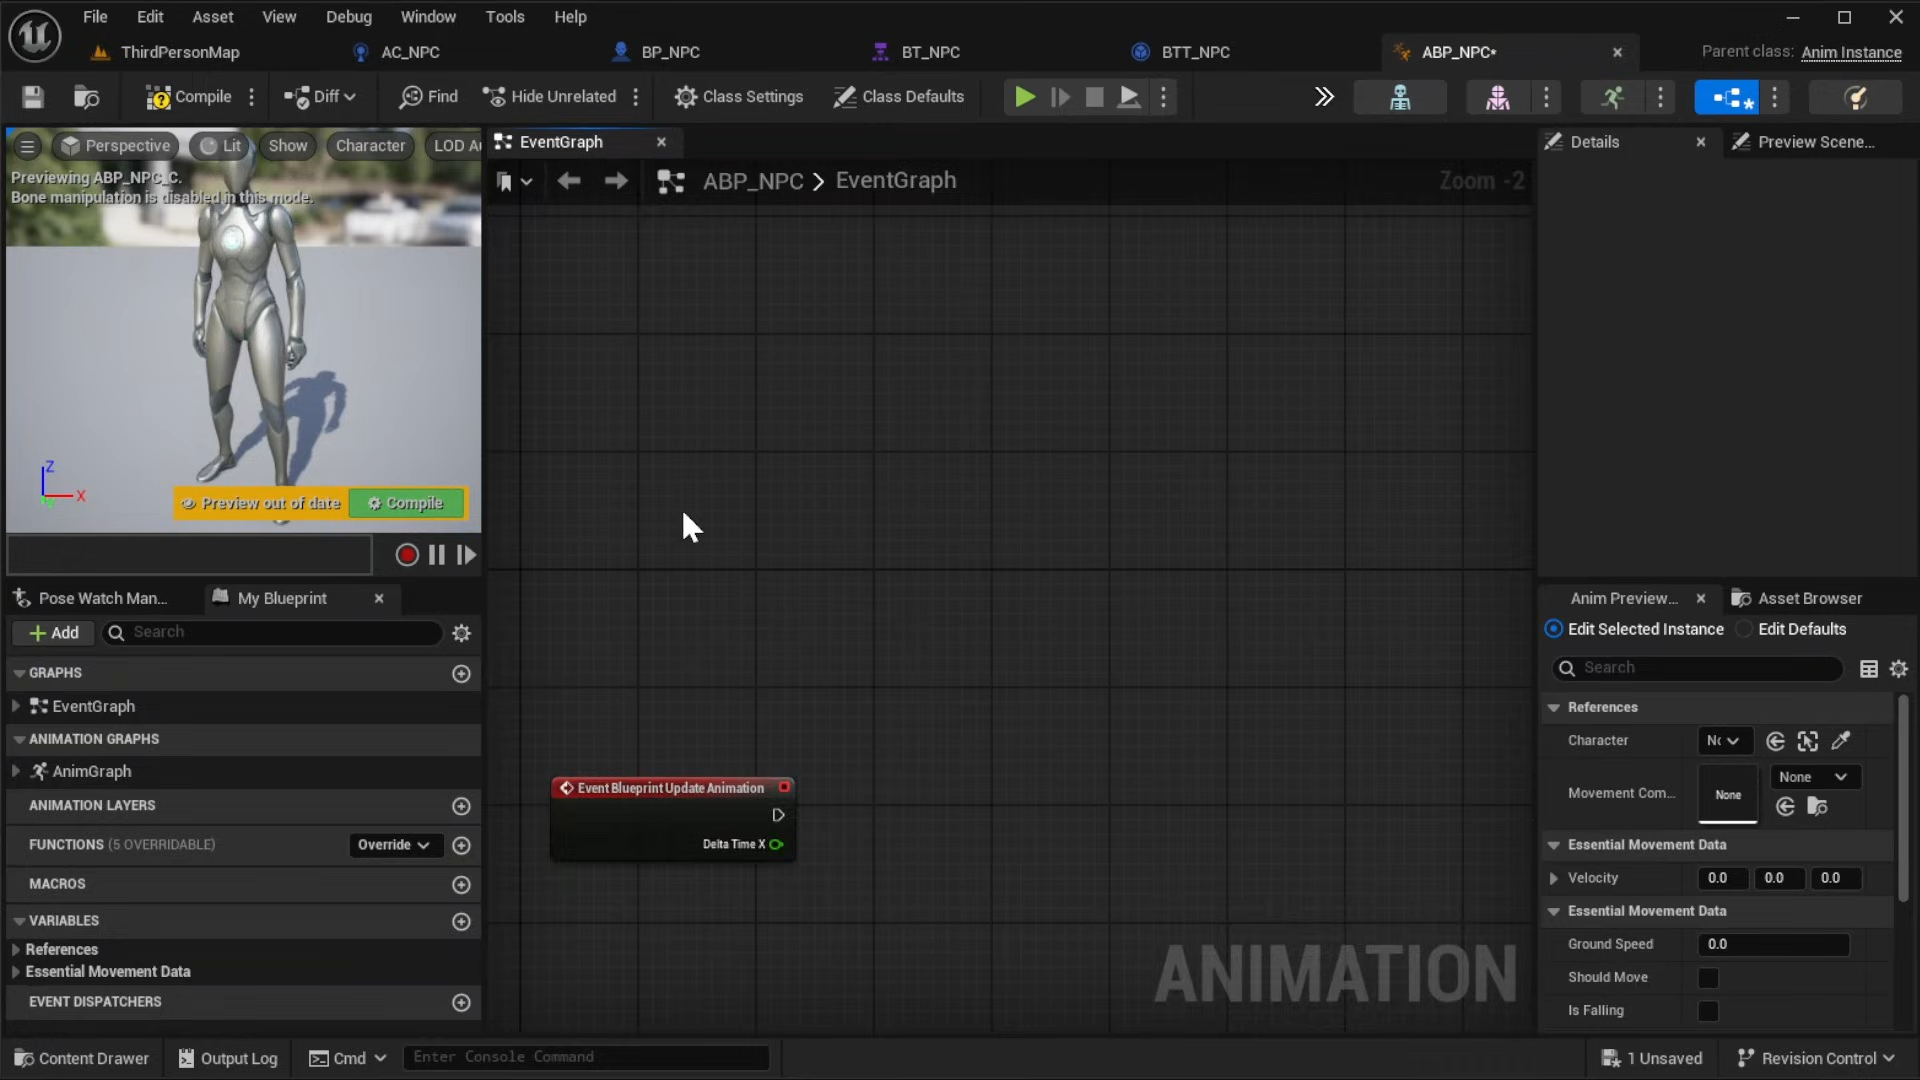 File Edit Asset View Debug Window Tools Help
ThirdPersonMap AC_NPC BP_NPC BT_NPC BTT_NPC ABP_NPC* Parent class: Anim Instance
Compile Diff Find Hide Unrelated Class Settings Class Defaults
Perspective Lit Show Character LOD Au
EventGraph
Details
Preview Scene...
Previewing ABP_NPC_C.
Bone manipulation is disabled in this mode.
ABP_NPC > EventGraph
Zoom -2
Z
X
Preview out of date Compile
Pose Watch Man... My Blueprint
Anim Preview... Asset Browser
Add Search
Edit Selected Instance Edit Defaults
Search
GRAPHS
EventGraph
ANIMATION GRAPHS
AnimGraph
ANIMATION LAYERS
FUNCTIONS (5 OVERRIDABLE) Override
MACROS
VARIABLES
References
Essential Movement Data
EVENT DISPATCHERS
Event Blueprint Update Animation
Delta Time X
ANIMATION
References
Character
Movement Com... None None
Essential Movement Data
Velocity 0.0 0.0 0.0
Essential Movement Data
Ground Speed 0.0
Should Move
Is Falling
Content Drawer Output Log Cmd Enter Console Command 1 Unsaved Revision Control